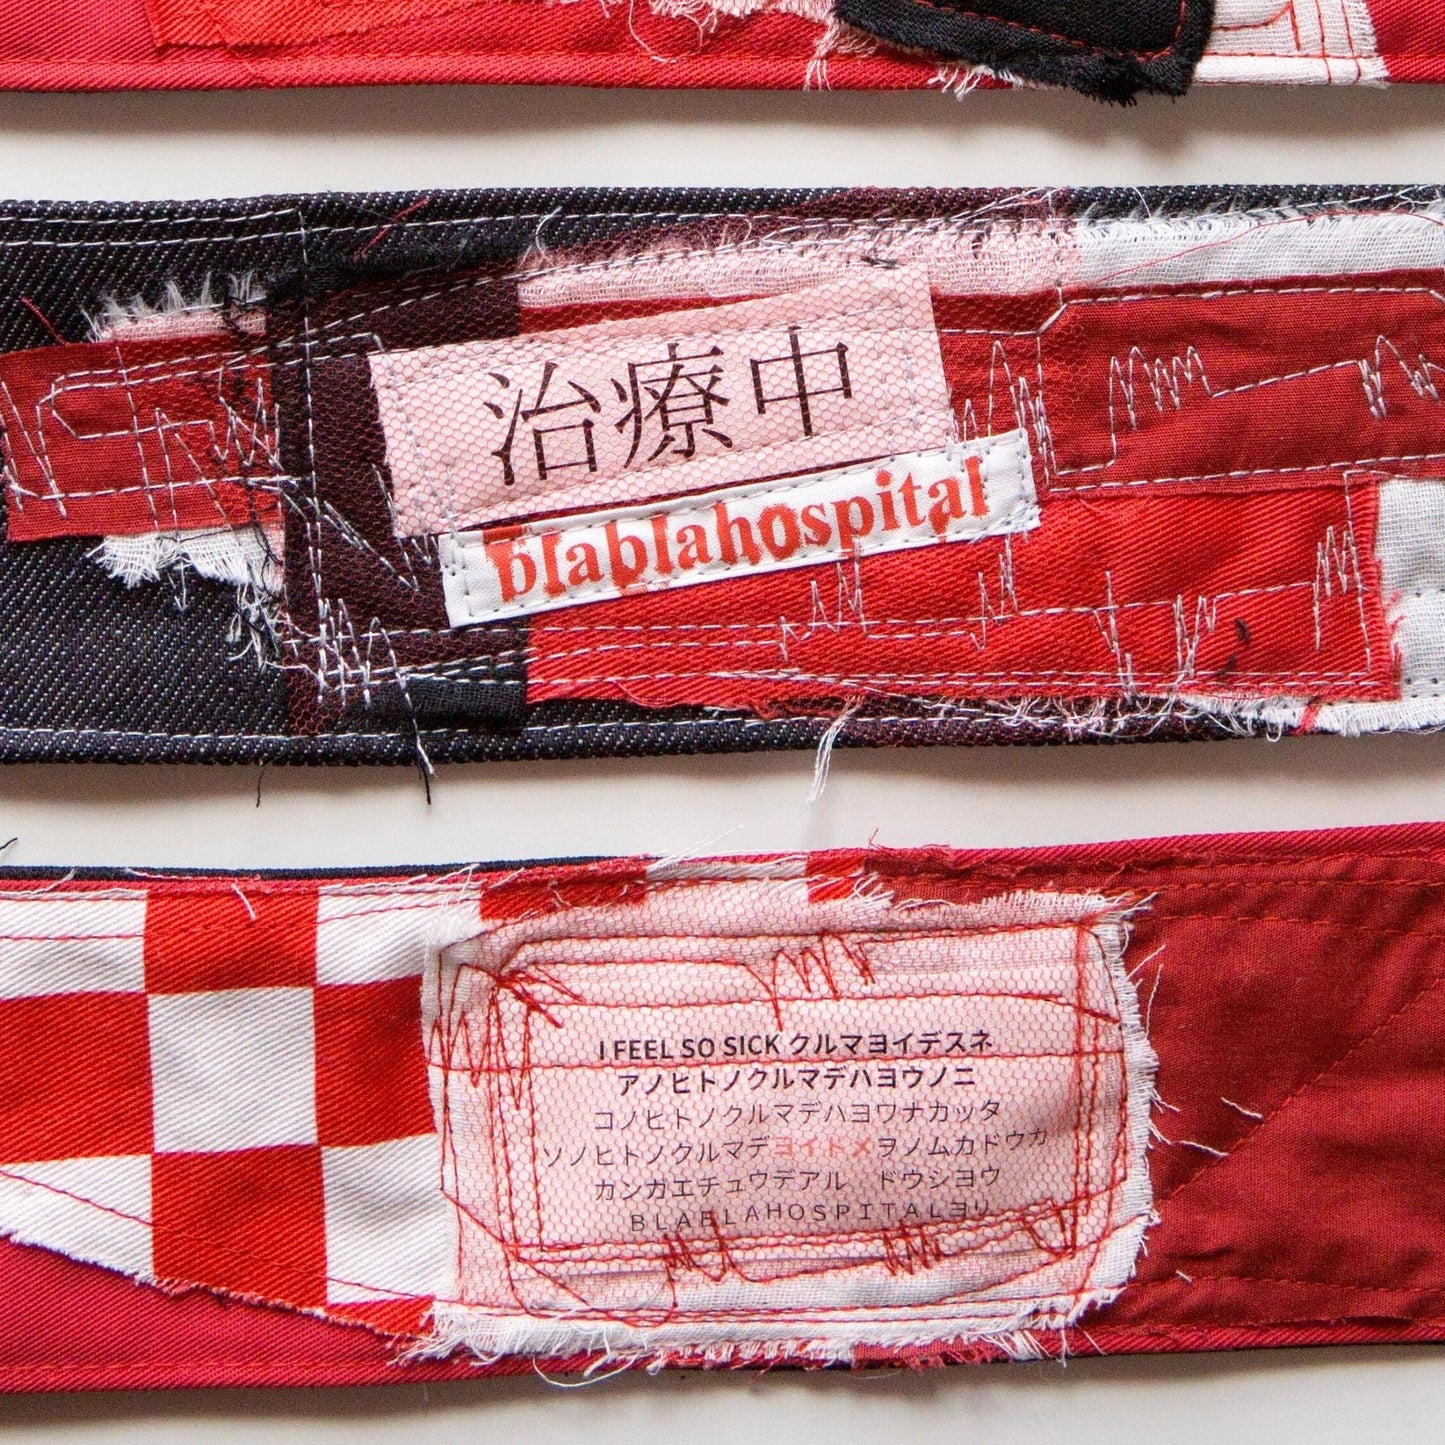 治療中
blablahospital
I FEEL SO SICK クルマヨイデスネ
アノヒトノクルマデハヨウノニ
コノヒトノクルマデハヨワナカッタ
ソノヒトノクルマデヨイトメヲノムカドウカ
カンガエチュウデアル　ドウシヨウ
BLABLAHOSPITALヨリ